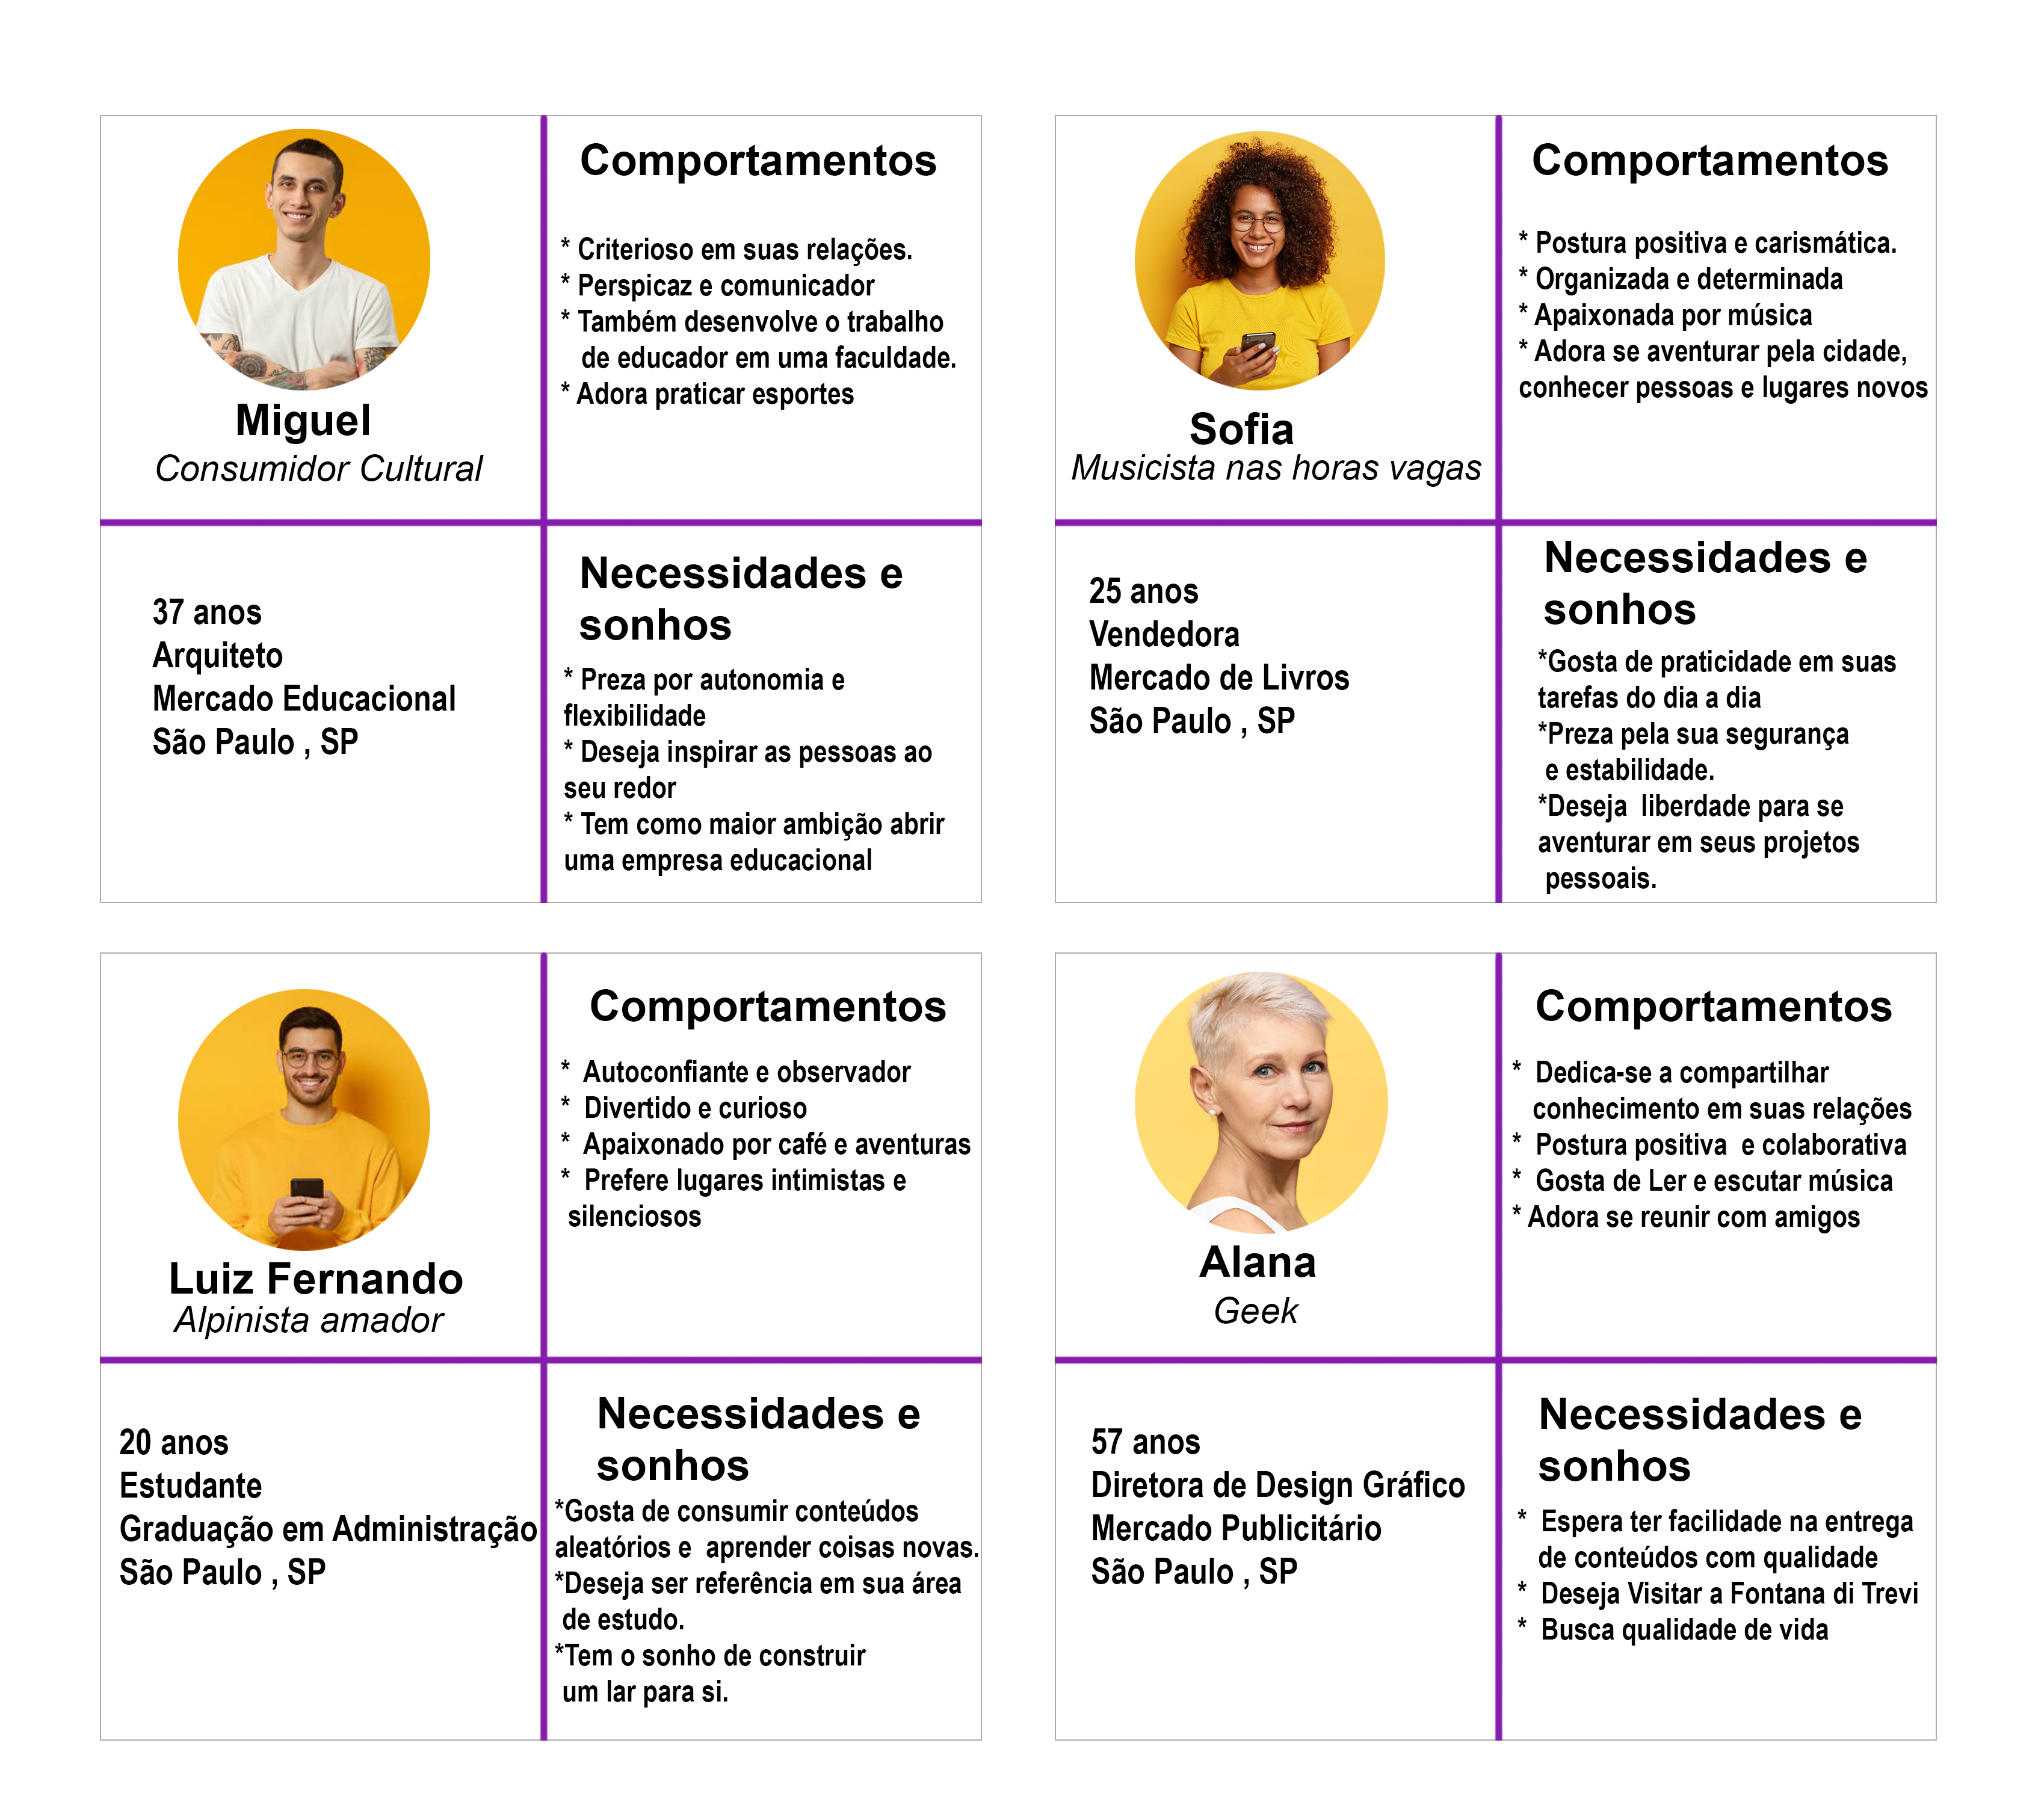 Miguel
Consumidor Cultural
Comportamentos
* Criterioso em suas relações.
* Perspicaz e comunicador
* Também desenvolve o trabalho
de educador em uma faculdade.
* Adora praticar esportes
37 anos
Arquiteto
Mercado Educacional
São Paulo , SP
Necessidades e
sonhos
* Preza por autonomia e
flexibilidade
* Deseja inspirar as pessoas ao
seu redor
* Tem como maior ambição abrir
uma empresa educacional
Sofia
Musicista nas horas vagas
Comportamentos
* Postura positiva e carismática.
* Organizada e determinada
* Apaixonada por música
* Adora se aventurar pela cidade,
conhecer pessoas e lugares novos
25 anos
Vendedora
Mercado de Livros
São Paulo , SP
Necessidades e
sonhos
*Gosta de praticidade em suas
tarefas do dia a dia
*Preza pela sua segurança
e estabilidade.
*Deseja  liberdade para se
aventurar em seus projetos
pessoais.
Luiz Fernando
Alpinista amador
Comportamentos
*  Autoconfiante e observador
*  Divertido e curioso
*  Apaixonado por café e aventuras
*  Prefere lugares intimistas e
silenciosos
20 anos
Estudante
Graduação em Administração
São Paulo , SP
Necessidades e
sonhos
*Gosta de consumir conteúdos
aleatórios e  aprender coisas novas.
*Deseja ser referência em sua área
de estudo.
*Tem o sonho de construir
um lar para si.
Alana
Geek
Comportamentos
*  Dedica-se a compartilhar
conhecimento em suas relações
*  Postura positiva  e colaborativa
*  Gosta de Ler e escutar música
* Adora se reunir com amigos
57 anos
Diretora de Design Gráfico
Mercado Publicitário
São Paulo , SP
Necessidades e
sonhos
*  Espera ter facilidade na entrega
de conteúdos com qualidade
*  Deseja Visitar a Fontana di Trevi
*  Busca qualidade de vida